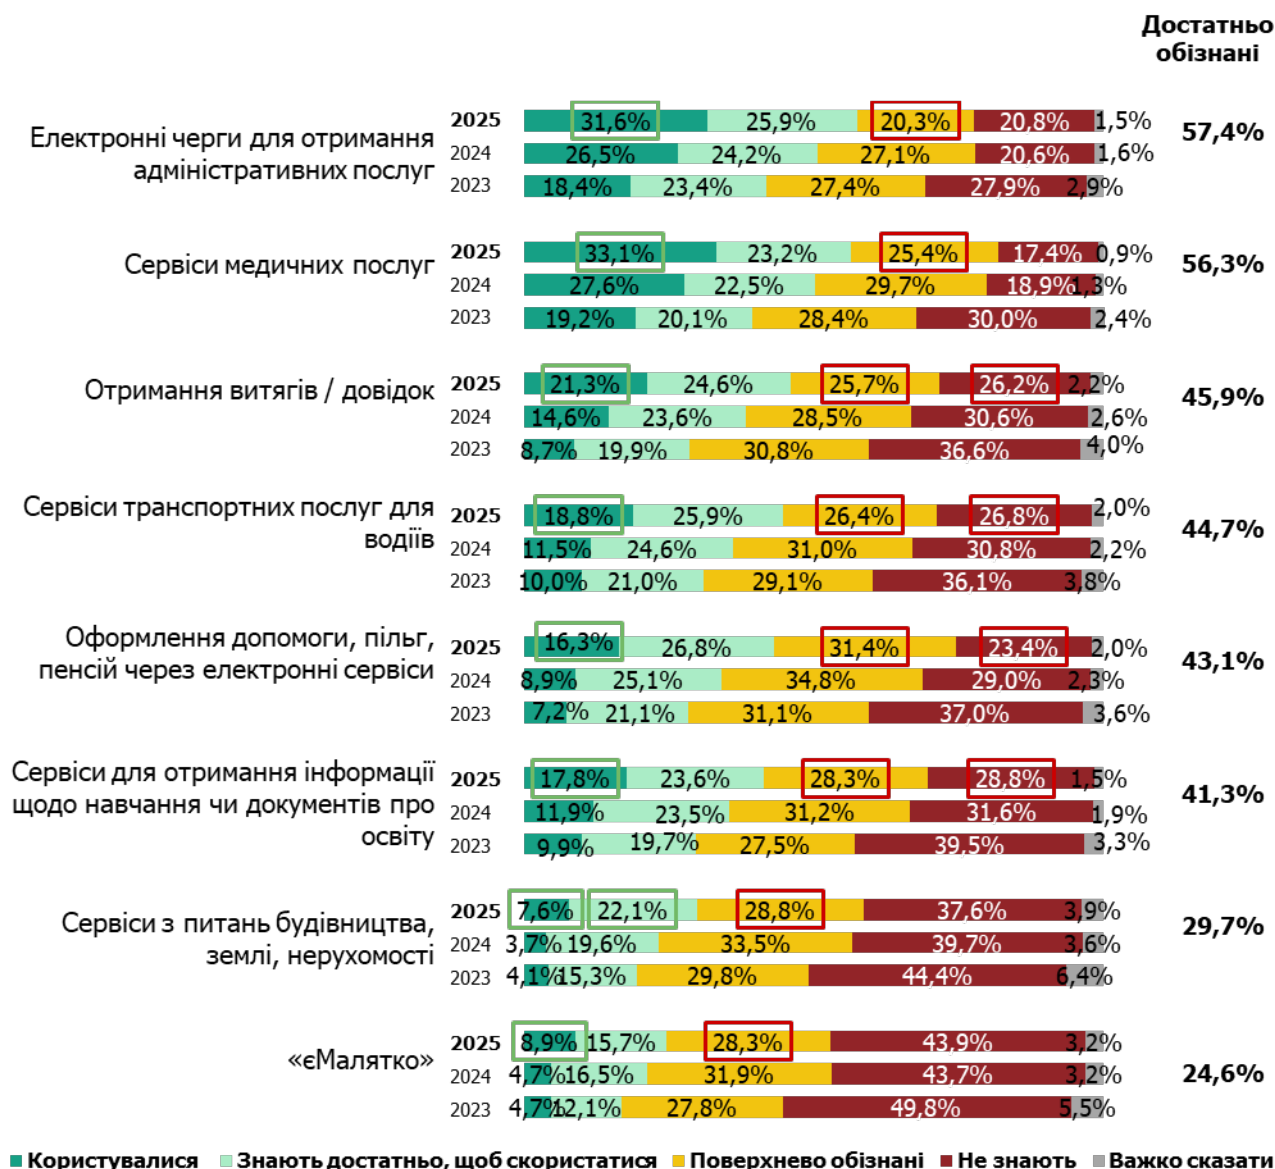 Достатньо
обізнані
Електронні черги для отримання
адміністративних послуг
2025 31,6% 25,9% 20,3% 20,8% 1,5%
2024 26,5% 24,2% 27,1% 20,6% 1,6%
2023 18,4% 23,4% 27,4% 27,9% 2,9%
57,4%
Сервіси медичних послуг
2025 33,1% 23,2% 25,4% 17,4% 0,9%
2024 27,6% 22,5% 29,7% 18,9% 1,3%
2023 19,2% 20,1% 28,4% 30,0% 2,4%
56,3%
Отримання витягів / довідок
2025 21,3% 24,6% 25,7% 26,2% 2,2%
2024 14,6% 23,6% 28,5% 30,6% 2,6%
2023 8,7% 19,9% 30,8% 36,6% 4,0%
45,9%
Сервіси транспортних послуг для
водіїв
2025 18,8% 25,9% 26,4% 26,8% 2,0%
2024 11,5% 24,6% 31,0% 30,8% 2,2%
2023 10,0% 21,0% 29,1% 36,1% 3,8%
44,7%
Оформлення допомоги, пільг,
пенсій через електронні сервіси
2025 16,3% 26,8% 31,4% 23,4% 2,0%
2024 8,9% 25,1% 34,8% 29,0% 2,3%
2023 7,2% 21,1% 31,1% 37,0% 3,6%
43,1%
Сервіси для отримання інформації
щодо навчання чи документів про
освіту
2025 17,8% 23,6% 28,3% 28,8% 1,5%
2024 11,9% 23,5% 31,2% 31,6% 1,9%
2023 9,9% 19,7% 27,5% 39,5% 3,3%
41,3%
Сервіси з питань будівництва,
землі, нерухомості
2025 7,6% 22,1% 28,8% 37,6% 3,9%
2024 3,7% 19,6% 33,5% 39,7% 3,6%
2023 4,1% 15,3% 29,8% 44,4% 6,4%
29,7%
«єМалятко»
2025 8,9% 15,7% 28,3% 43,9% 3,2%
2024 4,7% 16,5% 31,9% 43,7% 3,2%
2023 4,7% 12,1% 27,8% 49,8% 5,5%
24,6%
Користувалися Знають достатньо, щоб скористатися Поверхнево обізнані Не знають Важко сказати